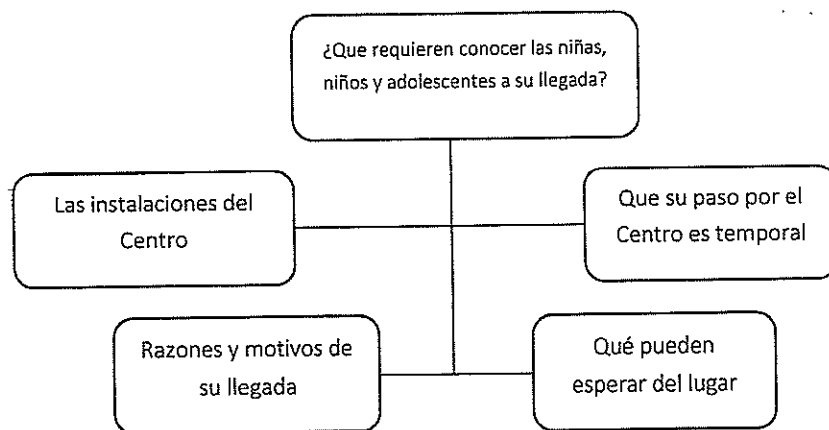 ¿Que requieren conocer las niñas,
niños y adolescentes a su llegada?
Las instalaciones del
Centro
Que su paso por el
Centro es temporal
Razones y motivos de
su llegada
Qué pueden
esperar del lugar